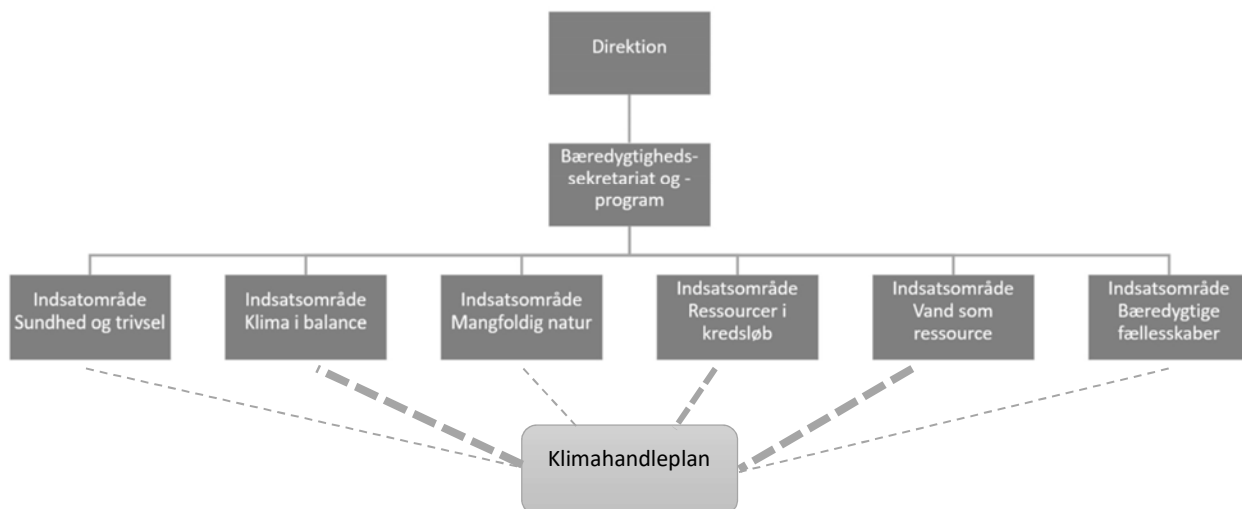 Direktion
Bæredygtigheds-
sekretariat og -
program
Indsatområde
Sundhed og trivsel
Indsatsområde
Klima i balance
Indsatsområde
Mangfoldig natur
Indsatsområde
Ressourcer i
kredsløb
Indsatsområde
Vand som
ressource
Indsatsområde
Bæredygtige
fællesskaber
Klimahandleplan